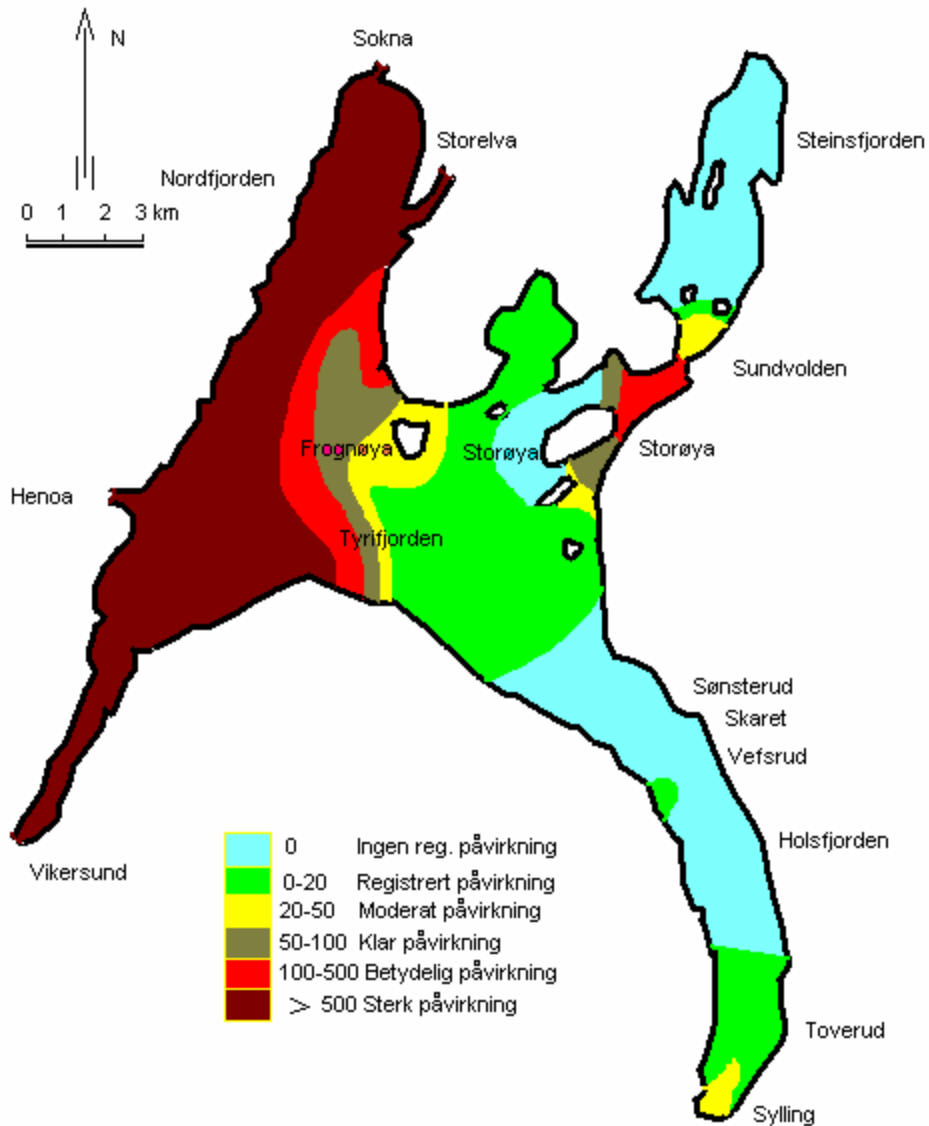 N
Sokna
Storelva
Steinsfjorden
Nordfjorden
0 1 2 3 km
Sundvolden
Frognøya
Storøya
Storøya
Henoa
Tyrifjorden
Sønsterud
Skaret
Vefsrud
Holsfjorden
Vikersund
0 Ingen reg. påvirkning
0-20 Registrert påvirkning
20-50 Moderat påvirkning
50-100 Klar påvirkning
100-500 Betydelig påvirkning
> 500 Sterk påvirkning
Toverud
Sylling